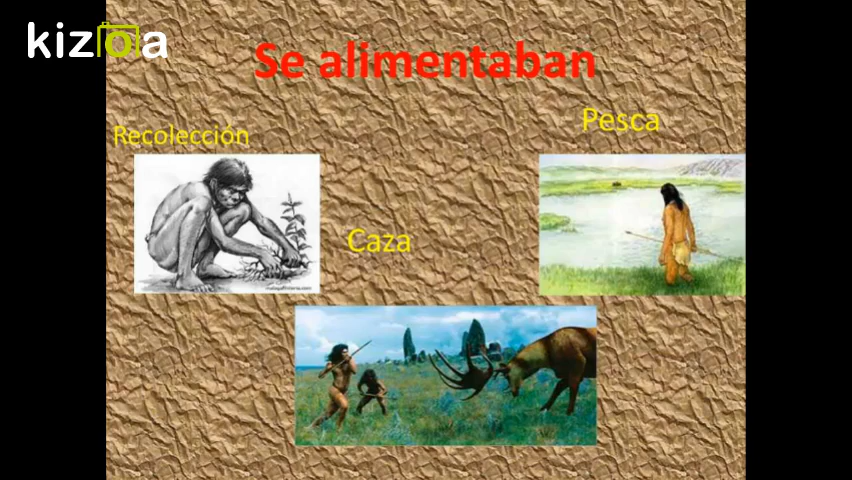 kizoa
Se alimentaban
Pesca
Recolección
Caza